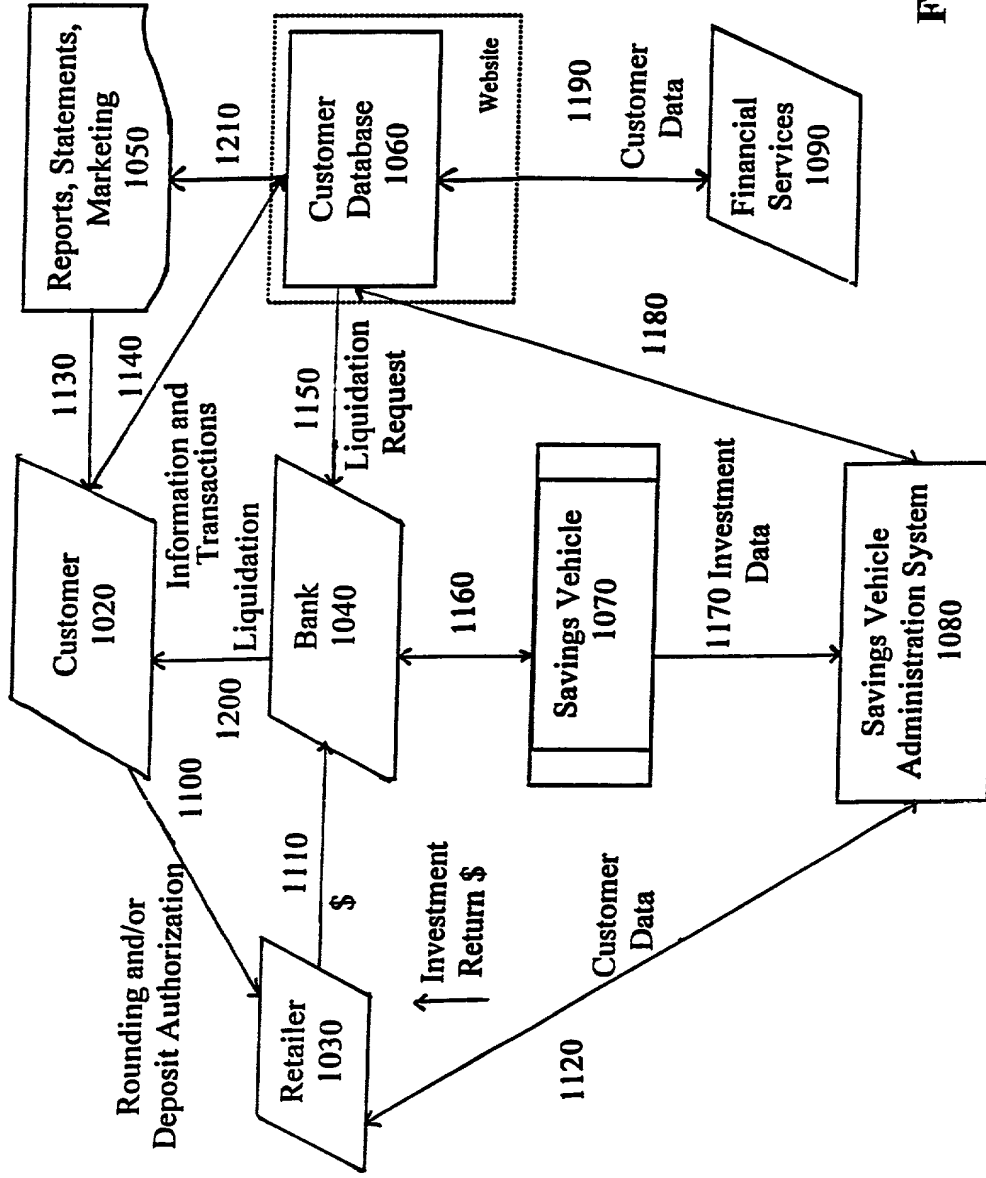 Reports, Statements,
Marketing
1050
Customer
1020
1130
1140
1210
Information and
Transactions
Customer
Database
1060
Website
Rounding and/or
Deposit Authorization
1100
1200
Liquidation
Bank
1040
1150
Liquidation
Request
1190
Customer
Data
Retailer
1030
1110
$
1160
1180
Financial
Services
1090
Investment
Return $
Savings Vehicle
1070
1120
Customer
Data
1170 Investment
Data
Savings Vehicle
Administration System
1080
F